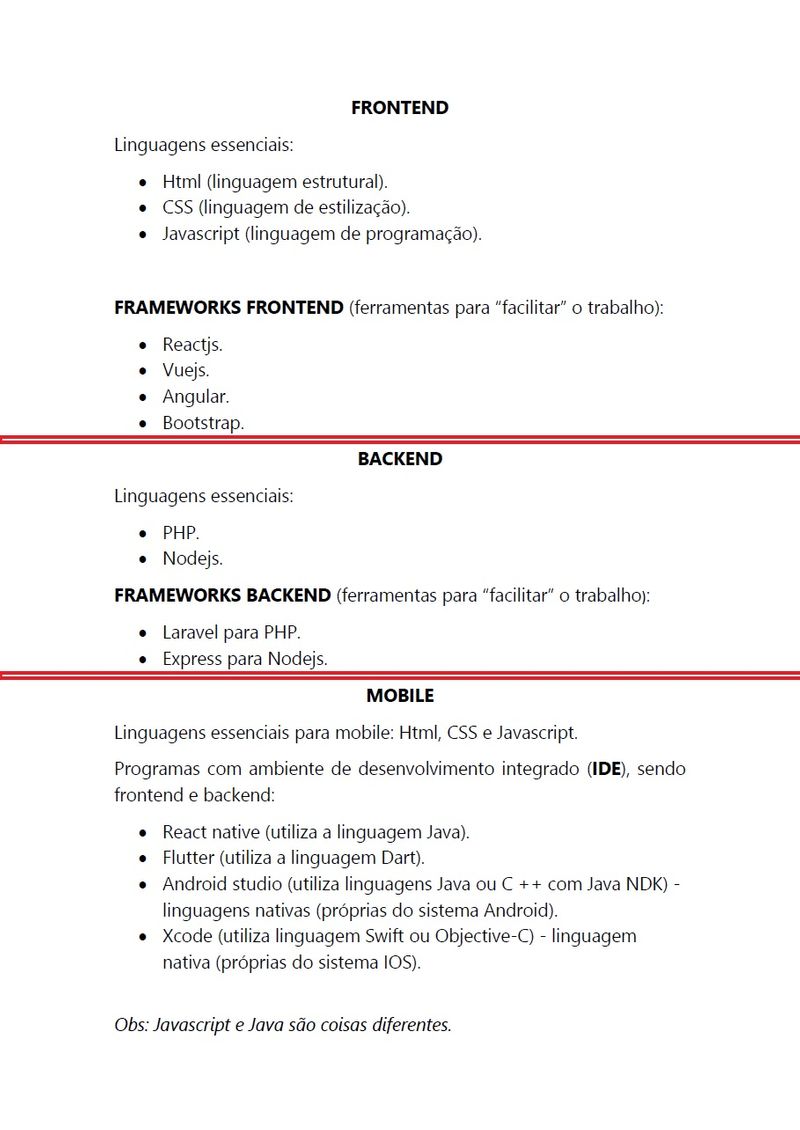 FRONTEND
Linguagens essenciais:
• Html (linguagem estrutural).
• CSS (linguagem de estilização).
• Javascript (linguagem de programação).
FRAMEWORKS FRONTEND (ferramentas para “facilitar” o trabalho):
• Reactjs.
• Vuejs.
• Angular.
• Bootstrap.
BACKEND
Linguagens essenciais:
• PHP.
• Nodejs.
FRAMEWORKS BACKEND (ferramentas para “facilitar” o trabalho):
• Laravel para PHP.
• Express para Nodejs.
MOBILE
Linguagens essenciais para mobile: Html, CSS e Javascript.
Programas com ambiente de desenvolvimento integrado (IDE), sendo
frontend e backend:
• React native (utiliza a linguagem Java).
• Flutter (utiliza a linguagem Dart).
• Android studio (utiliza linguagens Java ou C ++ com Java NDK) -
linguagens nativas (próprias do sistema Android).
• Xcode (utiliza linguagem Swift ou Objective-C) - linguagem
nativa (próprias do sistema IOS).
Obs: Javascript e Java são coisas diferentes.